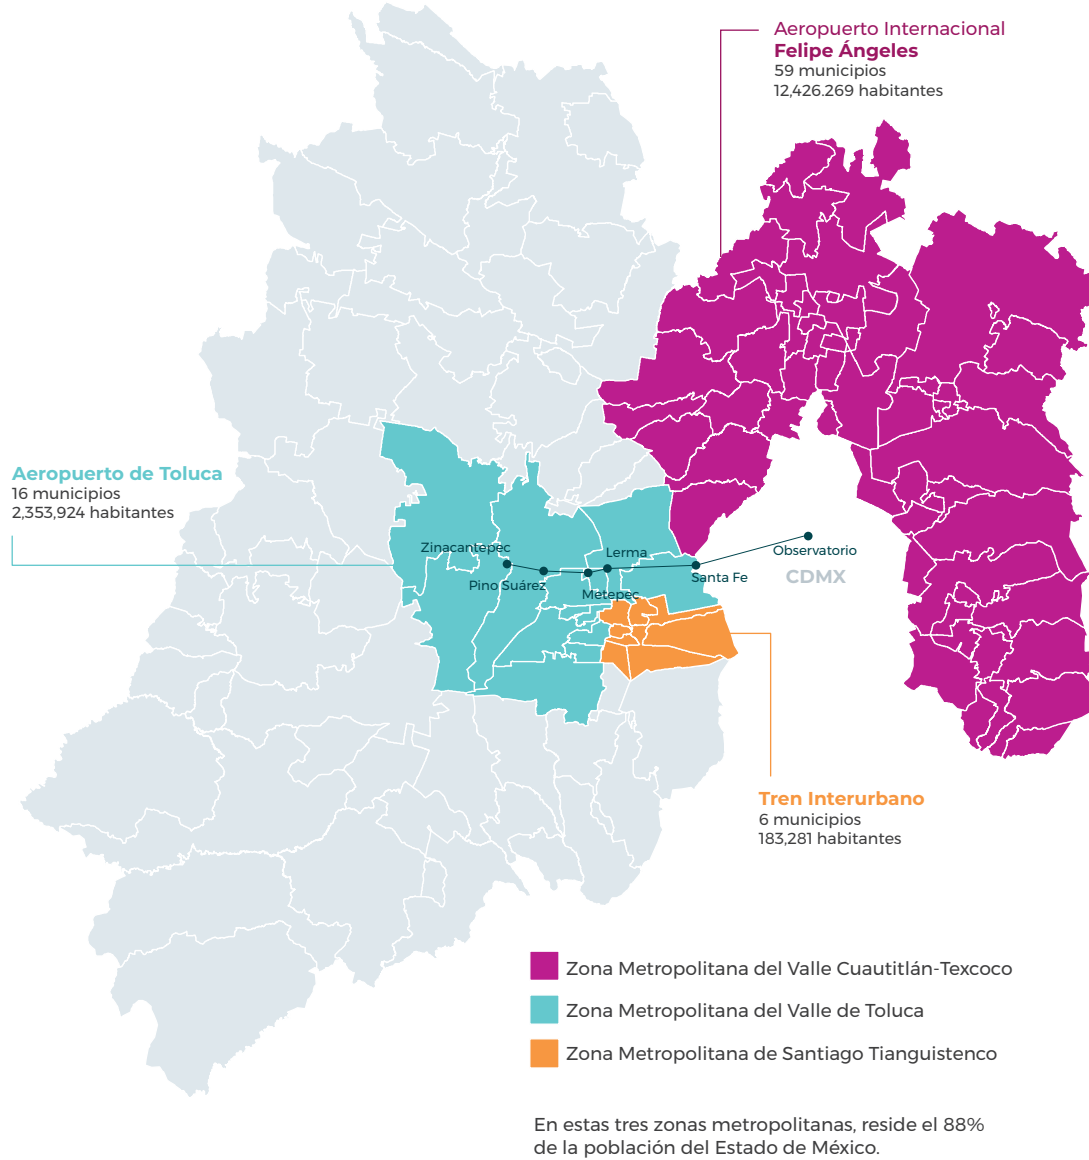 Aeropuerto Internacional
Felipe Ángeles
59 municipios
12,426.269 habitantes
Aeropuerto de Toluca
16 municipios
2,353,924 habitantes
Zinacantepec
Pino Suárez
Lerma
Metepec
Santa Fe
Observatorio
CDMX
Tren Interurbano
6 municipios
183,281 habitantes
Zona Metropolitana del Valle Cuautitlán-Texcoco
Zona Metropolitana del Valle de Toluca
Zona Metropolitana de Santiago Tianguistenco
En estas tres zonas metropolitanas, reside el 88%
de la población del Estado de México.